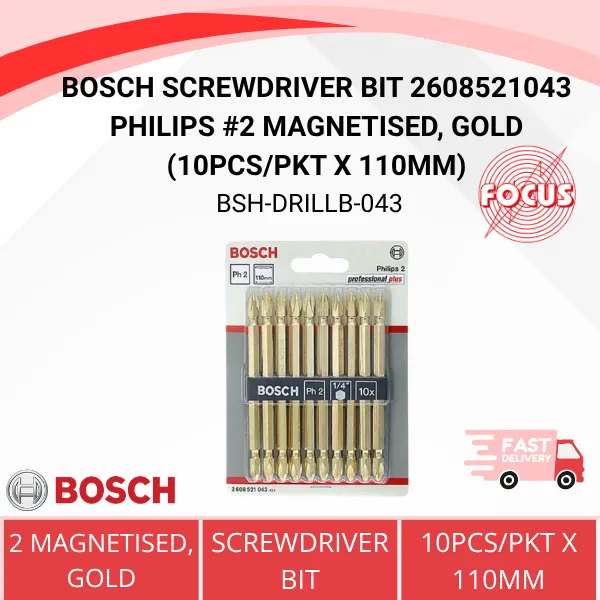 BOSCH SCREWDRIVER BIT 2608521043
PHILIPS #2 MAGNETISED, GOLD
(10PCS/PKT X 110MM)
BSH-DRILLB-043
FOCUS
BOSCH
BOSCH
Ph 2
110mm
Philips 2
professional plus
BOSCH
Ph 2
1/4"
10x
2 608 521 043
FAST
DELIVERY
BOSCH
2 MAGNETISED,
GOLD
SCREWDRIVER
BIT
10PCS/PKT X
110MM